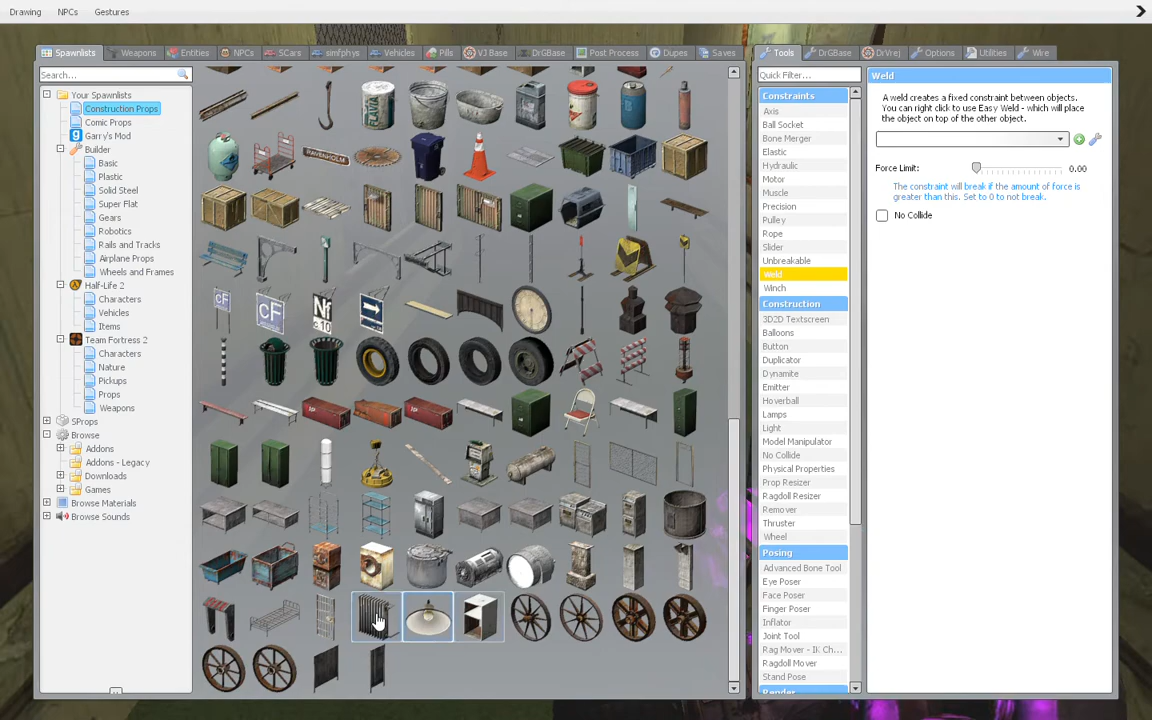 Drawing NPCs Gestures
Spawnlists Weapons Entities NPCs SCars simfphys Vehicles Pills VJ Base DrGBase Post Process Dupes Saves
Search...
Your Spawnlists
Construction Props
Comic Props
Garry's Mod
Builder
Basic
Plastic
Solid Steel
Super Flat
Gears
Robotics
Rails and Tracks
Airplane Props
Wheels and Frames
Half-Life 2
Characters
Vehicles
Items
Team Fortress 2
Characters
Nature
Pickups
Props
Weapons
SProps
Browse
Addons
Addons - Legacy
Downloads
Games
Browse Materials
Browse Sounds
RAVENHOLM
cF
cF
Tools DrGBase DrVrej Options Utilities Wire
Quick Filter...
Constraints
Axis
Ball Socket
Bone Merger
Elastic
Hydraulic
Motor
Muscle
Precision
Pulley
Rope
Slider
Unbreakable
Weld
Winch
Construction
3D2D Textscreen
Balloons
Button
Duplicator
Dynamite
Emitter
Hoverball
Lamps
Light
Model Manipulator
No Collide
Physical Properties
Prop Resizer
Ragdoll Resizer
Remover
Thruster
Wheel
Posing
Advanced Bone Tool
Eye Poser
Face Poser
Finger Poser
Inflator
Joint Tool
Rag Mover - IK Ch...
Ragdoll Mover
Stand Pose
Render
Weld
A weld creates a fixed constraint between objects.
You can right click to use Easy Weld - which will place
the object on top of the other object.
Force Limit: 0.00
The constraint will break if the amount of force is
greater than this. Set to 0 to not break.
No Collide